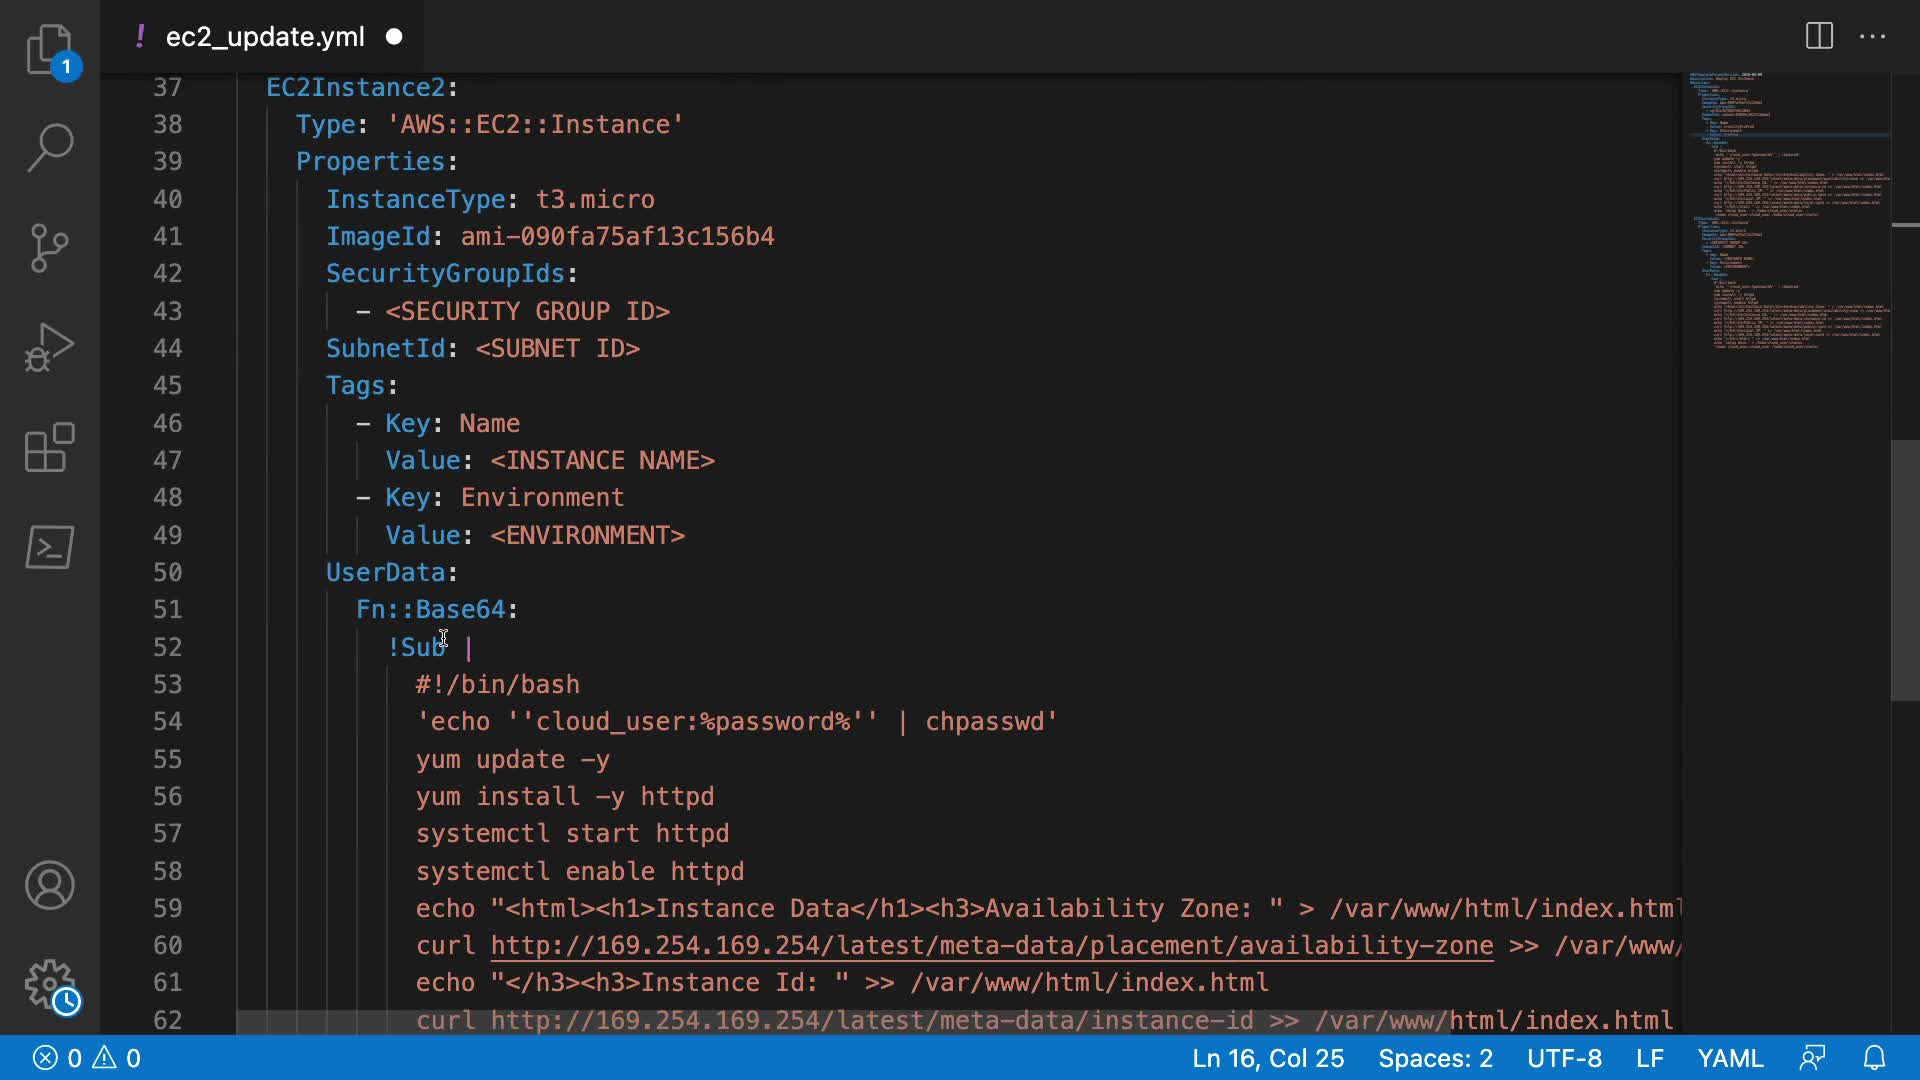 1
! ec2_update.yml
37 EC2Instance2:
38 Type: 'AWS::EC2::Instance'
39 Properties:
40 InstanceType: t3.micro
41 ImageId: ami-090fa75af13c156b4
42 SecurityGroupIds:
43 - <SECURITY GROUP ID>
44 SubnetId: <SUBNET ID>
45 Tags:
46 - Key: Name
47 Value: <INSTANCE NAME>
48 - Key: Environment
49 Value: <ENVIRONMENT>
50 UserData:
51 Fn::Base64:
52 !Sub |
53 #!/bin/bash
54 'echo ''cloud_user:%password%'' | chpasswd'
55 yum update -y
56 yum install -y httpd
57 systemctl start httpd
58 systemctl enable httpd
59 echo "<html><h1>Instance Data</h1><h3>Availability Zone: " > /var/www/html/index.html
60 curl http://169.254.169.254/latest/meta-data/placement/availability-zone >> /var/www/
61 echo "</h3><h3>Instance Id: " >> /var/www/html/index.html
62 curl http://169.254.169.254/latest/meta-data/instance-id >> /var/www/html/index.html
0 0 Ln 16, Col 25 Spaces: 2 UTF-8 LF YAML